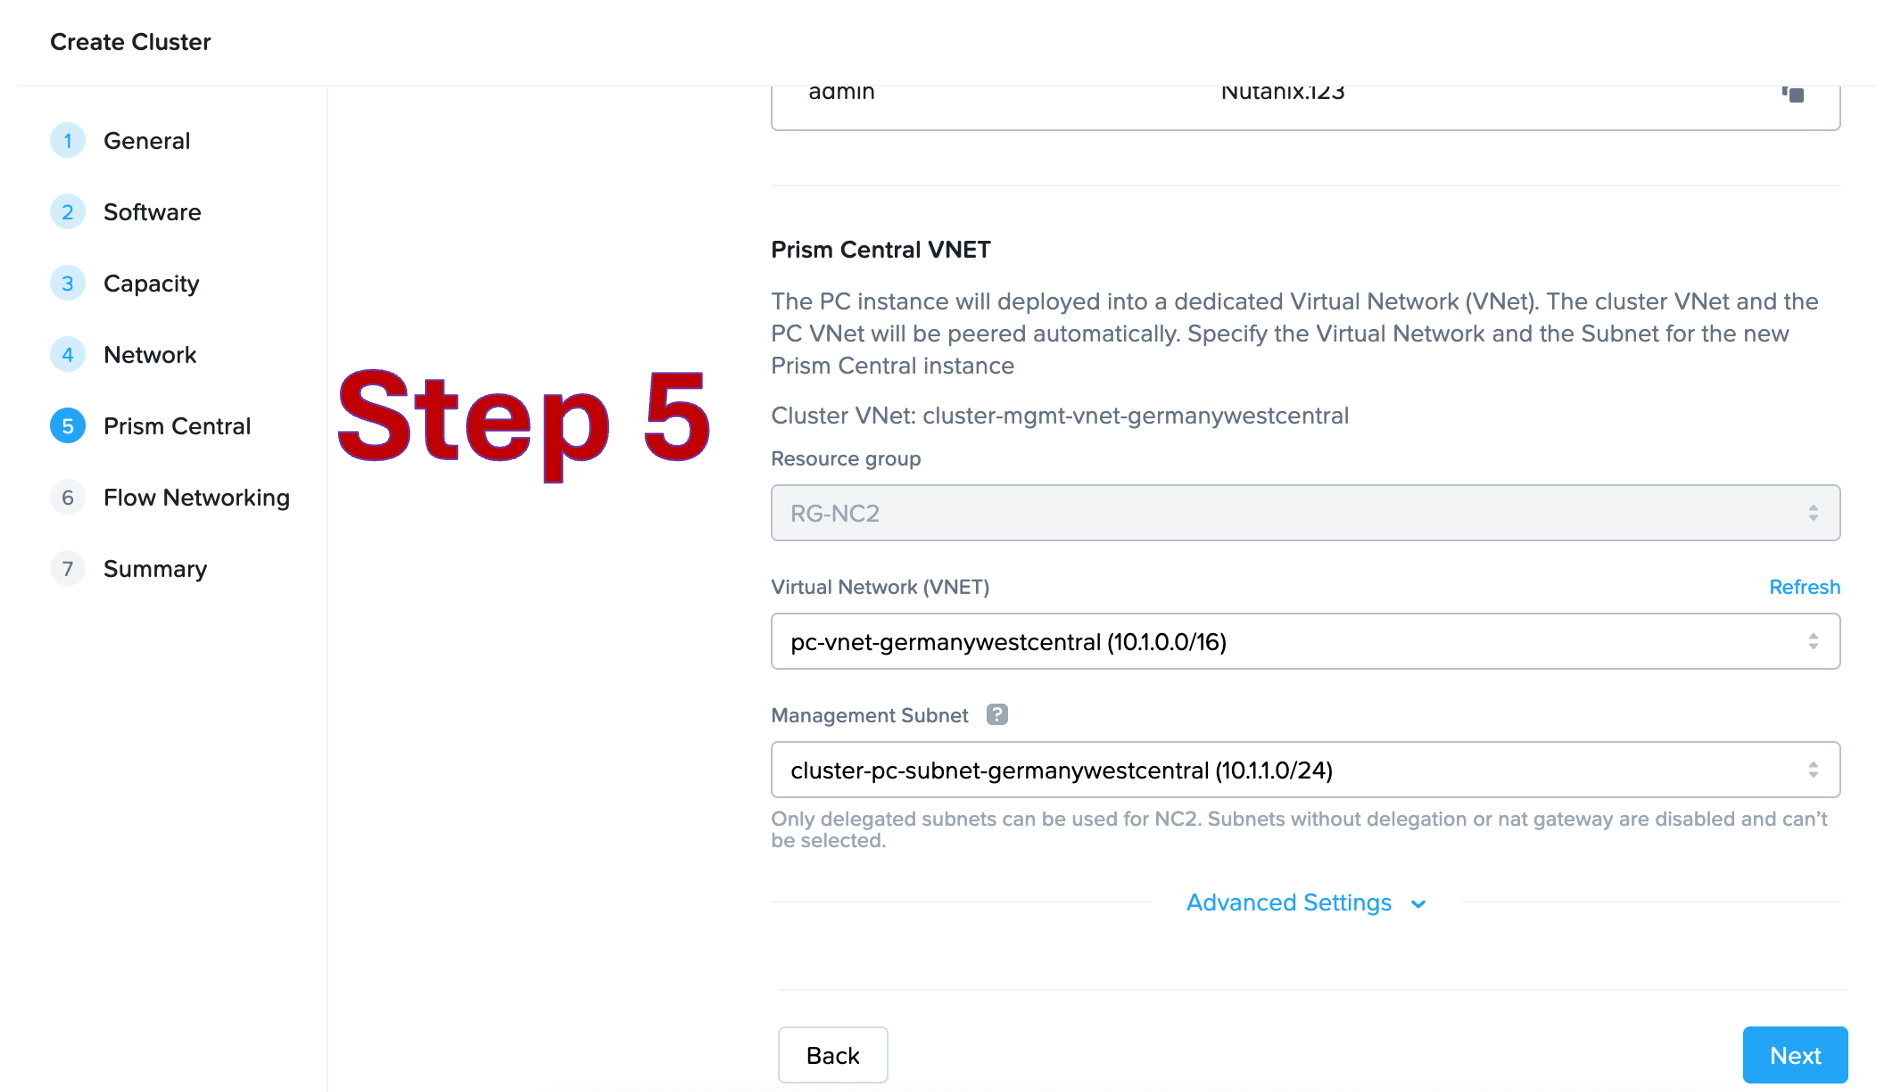 Create Cluster
admin Nutanix.123
1 General
2 Software
3 Capacity
4 Network
5 Prism Central
6 Flow Networking
7 Summary
Step 5
Prism Central VNET
The PC instance will deployed into a dedicated Virtual Network (VNet). The cluster VNet and the
PC VNet will be peered automatically. Specify the Virtual Network and the Subnet for the new
Prism Central instance
Cluster VNet: cluster-mgmt-vnet-germanywestcentral
Resource group
RG-NC2
Virtual Network (VNET) Refresh
pc-vnet-germanywestcentral (10.1.0.0/16)
Management Subnet ?
cluster-pc-subnet-germanywestcentral (10.1.1.0/24)
Only delegated subnets can be used for NC2. Subnets without delegation or nat gateway are disabled and can't
be selected.
Advanced Settings
Back Next